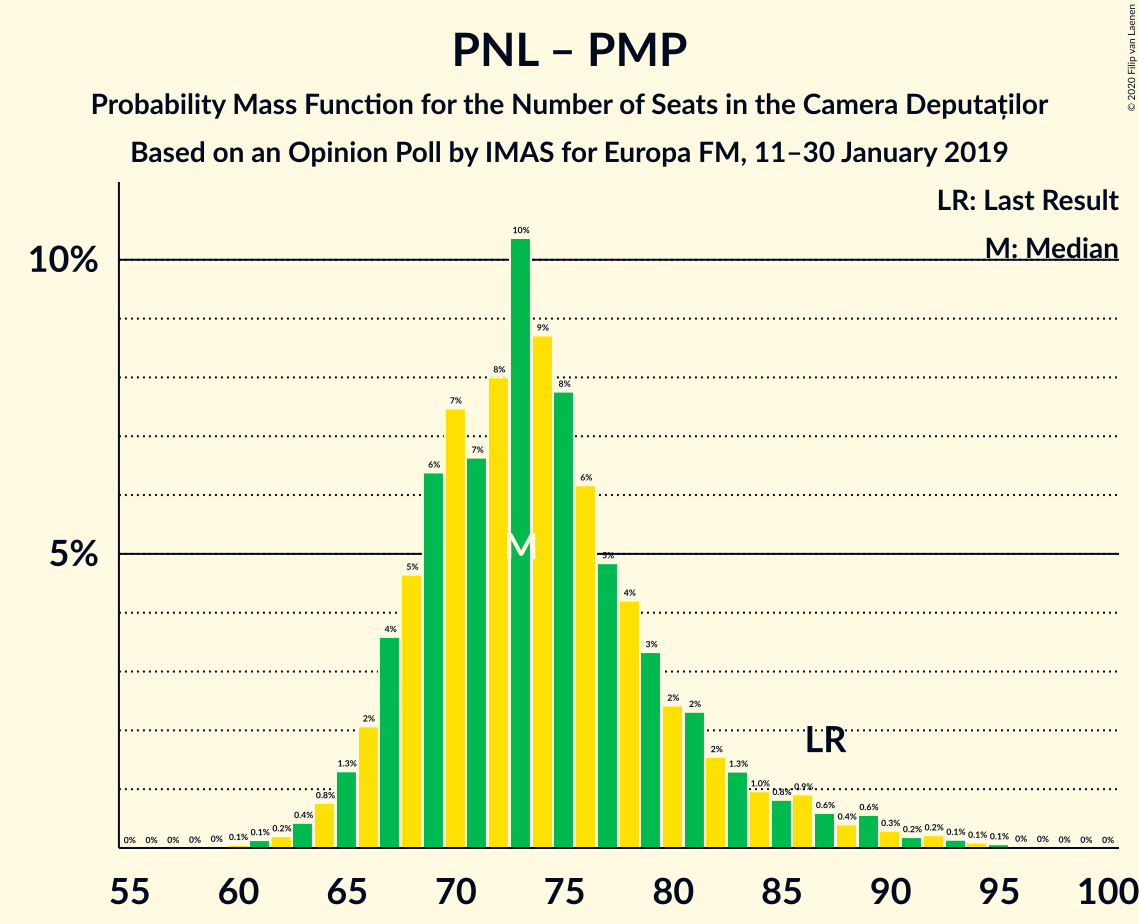 PNL – PMP
Probability Mass Function for the Number of Seats in the Camera Deputaților
Based on an Opinion Poll by IMAS for Europa FM, 11–30 January 2019
© 2020 Filip van Laenen
LR: Last Result
M: Median
10%
5%
0% 0% 0% 0% 0% 0.1% 0.1% 0.2% 0.4% 0.8% 1.3% 2% 4% 5% 6% 7% 7% 8% 10% 9% 8% 6% 5% 4% 3% 2% 2% 2% 1.3% 1.0% 0.8% 0.9% 0.6% 0.4% 0.6% 0.3% 0.2% 0.2% 0.1% 0.1% 0.1% 0% 0% 0% 0% 0%
M
LR
55 60 65 70 75 80 85 90 95 100